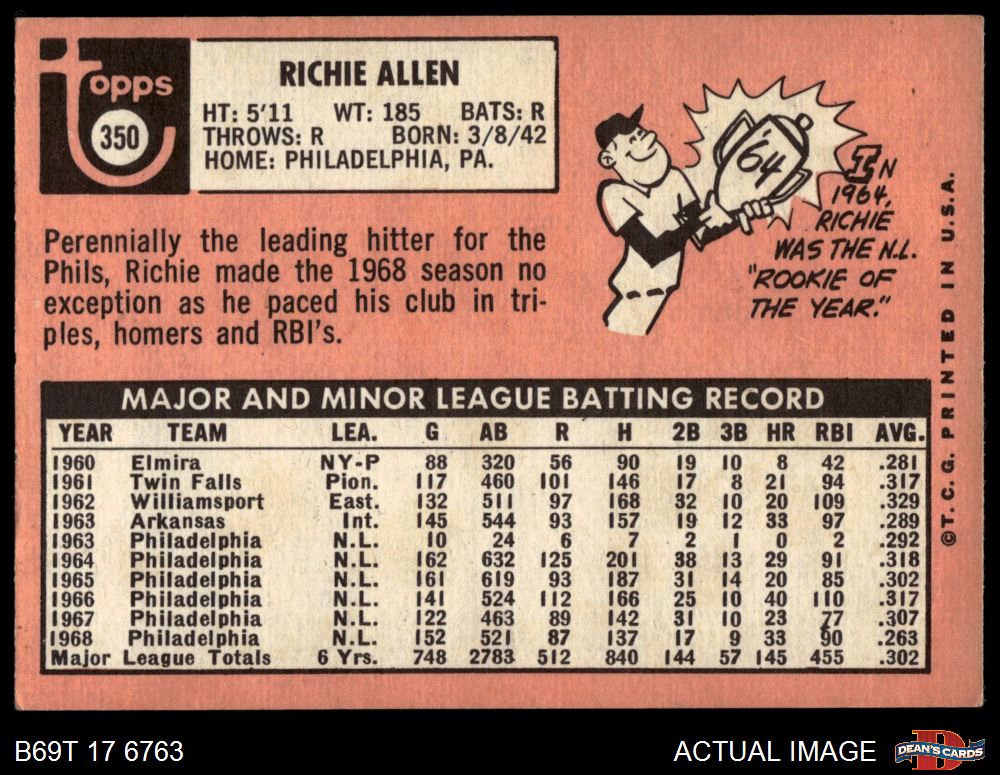 Topps
350
RICHIE ALLEN
HT: 5'11 WT: 185 BATS: R
THROWS: R BORN: 3/8/42
HOME: PHILADELPHIA, PA.
Perennially the leading hitter for the
Phils, Richie made the 1968 season no
exception as he paced his club in tri-
ples, homers and RBI's.
64
IN
1964,
RICHIE
WAS THE N.L.
"ROOKIE OF
THE YEAR."
©T. C. G. PRINTED IN U.S.A.
MAJOR AND MINOR LEAGUE BATTING RECORD
YEAR TEAM LEA. G AB R H 2B 3B HR RBI AVG.
1960 Elmira NY-P 88 320 56 90 19 10 8 42 .281
1961 Twin Falls Pion. 117 460 101 146 17 8 21 94 .317
1962 Williamsport East. 132 511 97 168 32 10 20 109 .329
1963 Arkansas Int. 145 544 93 157 19 12 33 97 .289
1963 Philadelphia N.L. 10 24 6 7 2 1 0 2 .292
1964 Philadelphia N.L. 162 632 125 201 38 13 29 91 .318
1965 Philadelphia N.L. 161 619 93 187 31 14 20 85 .302
1966 Philadelphia N.L. 141 524 112 166 25 10 40 110 .317
1967 Philadelphia N.L. 122 463 89 142 31 10 23 77 .307
1968 Philadelphia N.L. 152 521 87 137 17 9 33 90 .263
Major League Totals 6 Yrs. 748 2783 512 840 144 57 145 455 .302
B69T 17 6763
ACTUAL IMAGE
D
DEAN'S CARDS